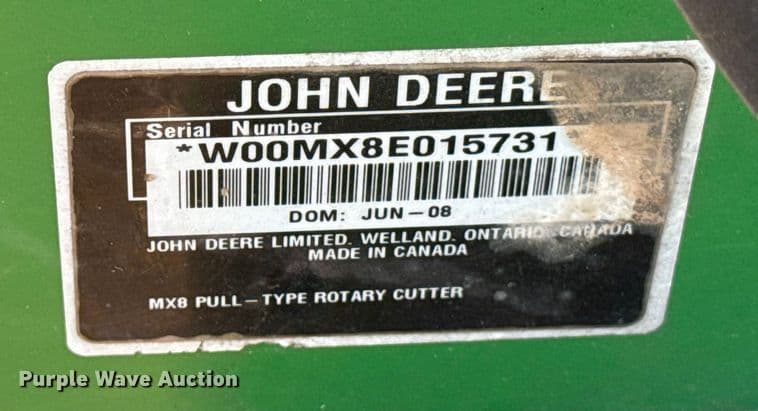 JOHN DEERE
Serial Number
*W00MX8E015731
DOM: JUN-08
JOHN DEERE LIMITED. WELLAND. ONTARIO CANADA
MADE IN CANADA
MX8 PULL-TYPE ROTARY CUTTER
Purple Wave Auction